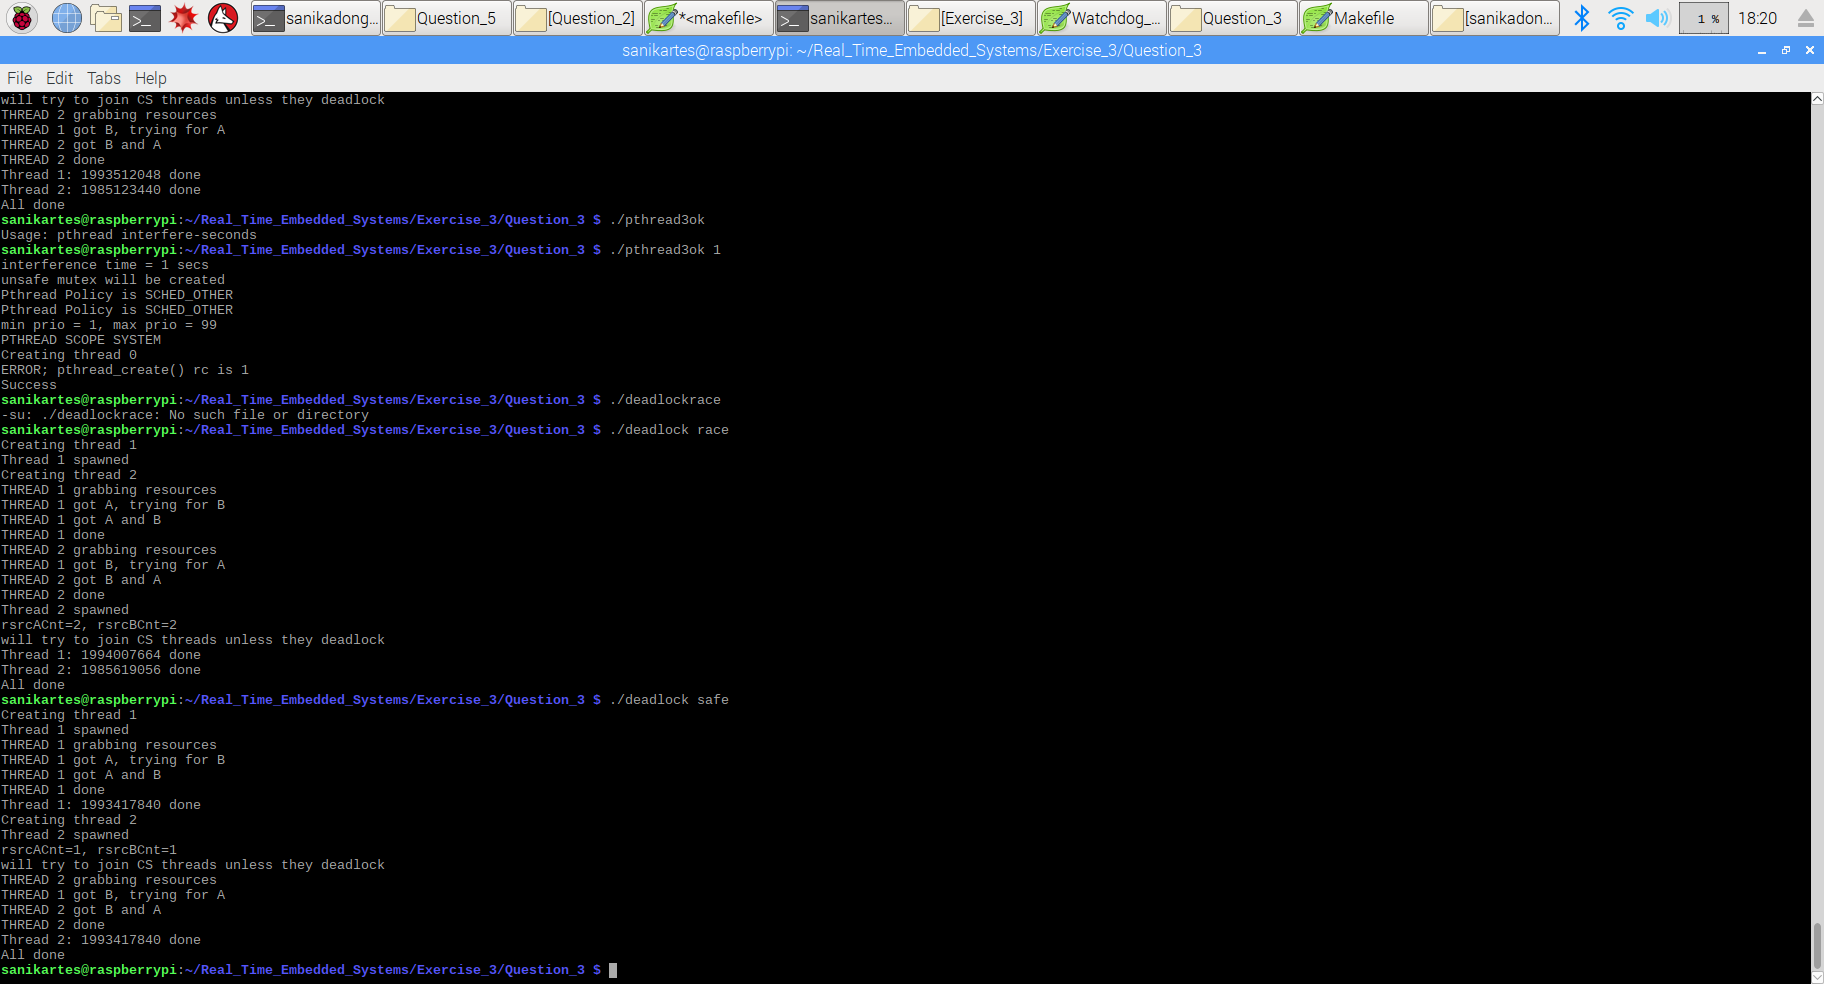 sanikadong... Question_5 [Question_2] *<makefile> sanikartes... [Exercise_3] Watchdog_... Question_3 Makefile [sanikadon... 1 % 18:20
sanikartes@raspberrypi: ~/Real_Time_Embedded_Systems/Exercise_3/Question_3
File Edit Tabs Help
will try to join CS threads unless they deadlock
THREAD 2 grabbing resources
THREAD 1 got B, trying for A
THREAD 2 got B and A
THREAD 2 done
Thread 1: 1993512048 done
Thread 2: 1985123440 done
All done
sanikartes@raspberrypi:~/Real_Time_Embedded_Systems/Exercise_3/Question_3 $ ./pthread3ok
Usage: pthread interfere-seconds
sanikartes@raspberrypi:~/Real_Time_Embedded_Systems/Exercise_3/Question_3 $ ./pthread3ok 1
interference time = 1 secs
unsafe mutex will be created
Pthread Policy is SCHED_OTHER
Pthread Policy is SCHED_OTHER
min prio = 1, max prio = 99
PTHREAD SCOPE SYSTEM
Creating thread 0
ERROR; pthread_create() rc is 1
Success
sanikartes@raspberrypi:~/Real_Time_Embedded_Systems/Exercise_3/Question_3 $ ./deadlockrace
-su: ./deadlockrace: No such file or directory
sanikartes@raspberrypi:~/Real_Time_Embedded_Systems/Exercise_3/Question_3 $ ./deadlock race
Creating thread 1
Thread 1 spawned
Creating thread 2
THREAD 1 grabbing resources
THREAD 1 got A, trying for B
THREAD 1 got A and B
THREAD 1 done
THREAD 2 grabbing resources
THREAD 1 got B, trying for A
THREAD 2 got B and A
THREAD 2 done
Thread 2 spawned
rsrcACnt=2, rsrcBCnt=2
will try to join CS threads unless they deadlock
Thread 1: 1994007664 done
Thread 2: 1985619056 done
All done
sanikartes@raspberrypi:~/Real_Time_Embedded_Systems/Exercise_3/Question_3 $ ./deadlock safe
Creating thread 1
Thread 1 spawned
THREAD 1 grabbing resources
THREAD 1 got A, trying for B
THREAD 1 got A and B
THREAD 1 done
Thread 1: 1993417840 done
Creating thread 2
Thread 2 spawned
rsrcACnt=1, rsrcBCnt=1
will try to join CS threads unless they deadlock
THREAD 2 grabbing resources
THREAD 1 got B, trying for A
THREAD 2 got B and A
THREAD 2 done
Thread 2: 1993417840 done
All done
sanikartes@raspberrypi:~/Real_Time_Embedded_Systems/Exercise_3/Question_3 $